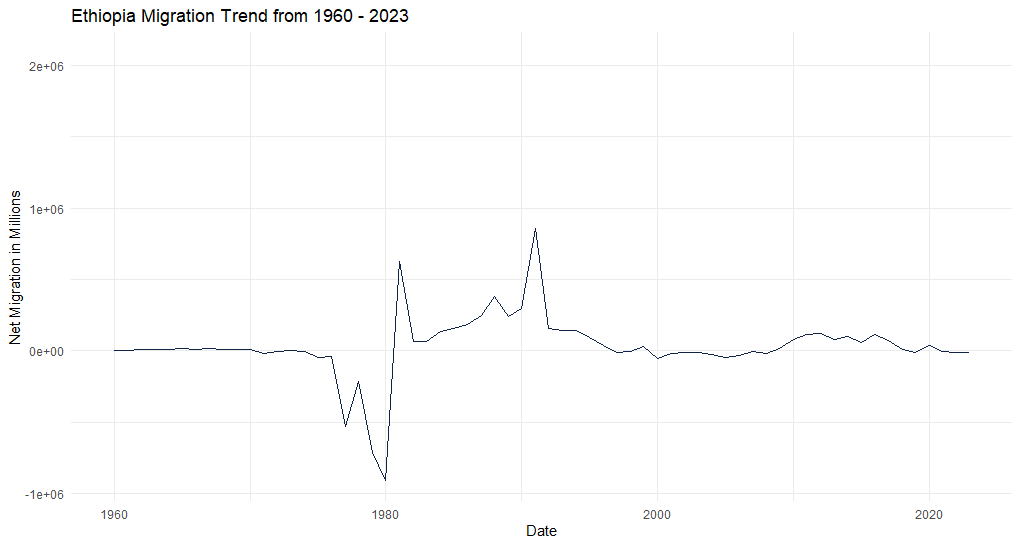 Ethiopia Migration Trend from 1960 - 2023
Net Migration in Millions
2e+06
1e+06
0e+00
-1e+06
1960
1980
2000
2020
Date